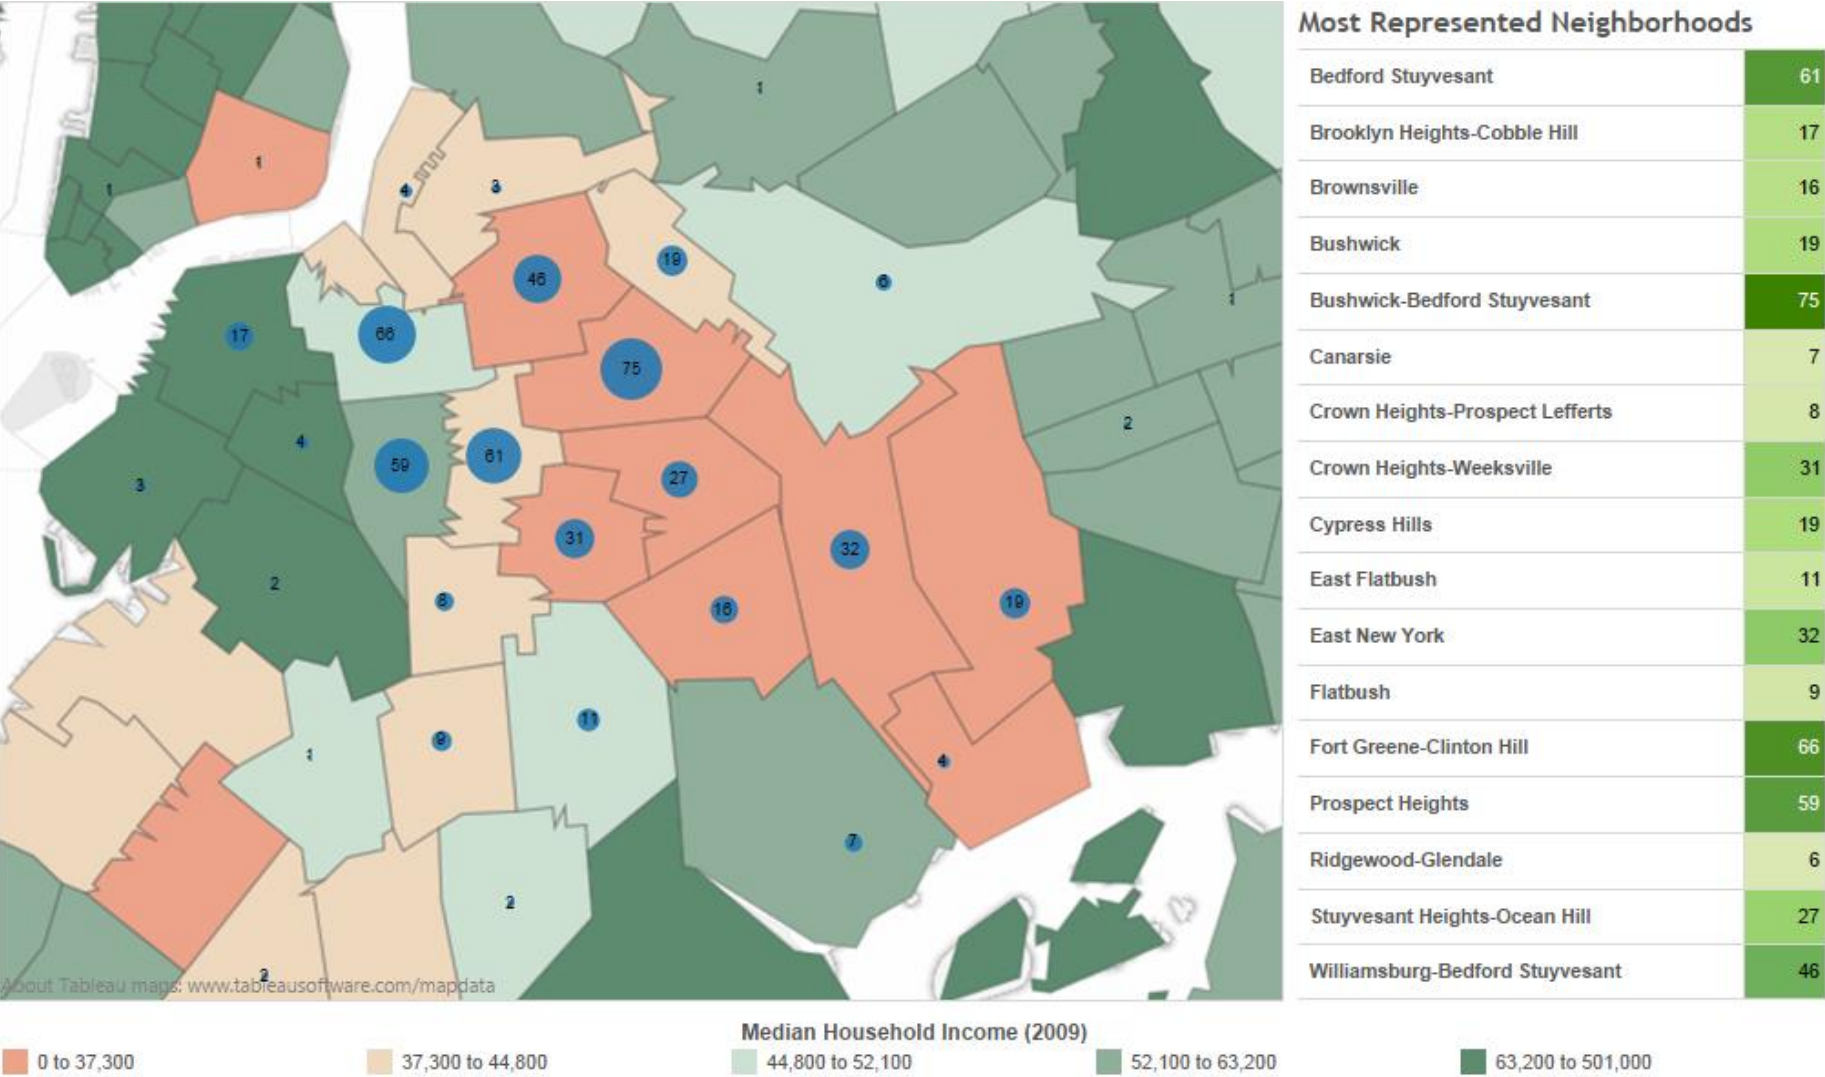 Most Represented Neighborhoods
Bedford Stuyvesant 61
Brooklyn Heights-Cobble Hill 17
Brownsville 16
Bushwick 19
Bushwick-Bedford Stuyvesant 75
Canarsie 7
Crown Heights-Prospect Lefferts 8
Crown Heights-Weeksville 31
Cypress Hills 19
East Flatbush 11
East New York 32
Flatbush 9
Fort Greene-Clinton Hill 66
Prospect Heights 59
Ridgewood-Glendale 6
Stuyvesant Heights-Ocean Hill 27
Williamsburg-Bedford Stuyvesant 46
1
1
1
4
3
19
46
6
1
17
66
75
2
4
59
61
27
3
31
32
2
8
16
19
1
9
11
4
7
2
2
About Tableau maps: www.tableausoftware.com/mapdata
Median Household Income (2009)
0 to 37,300
37,300 to 44,800
44,800 to 52,100
52,100 to 63,200
63,200 to 501,000